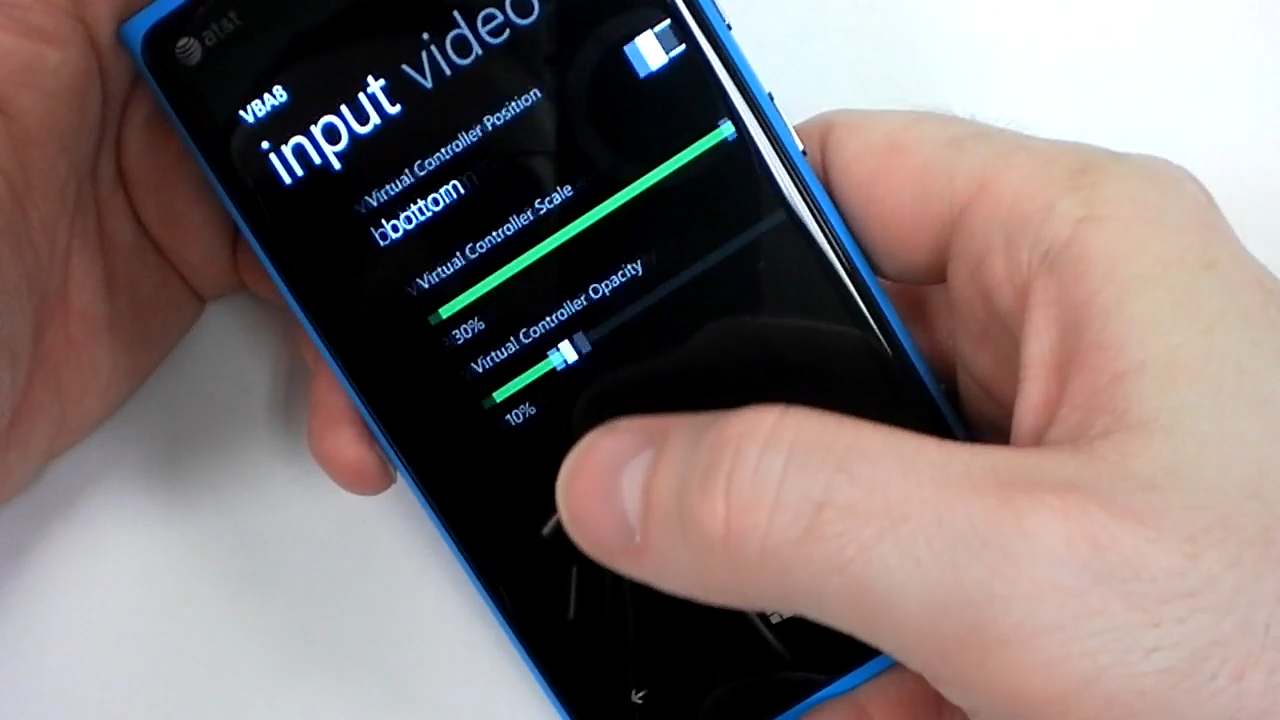 at&t
VBA8
input video
Virtual Controller Position
bottom
Virtual Controller Scale
30%
Virtual Controller Opacity
10%